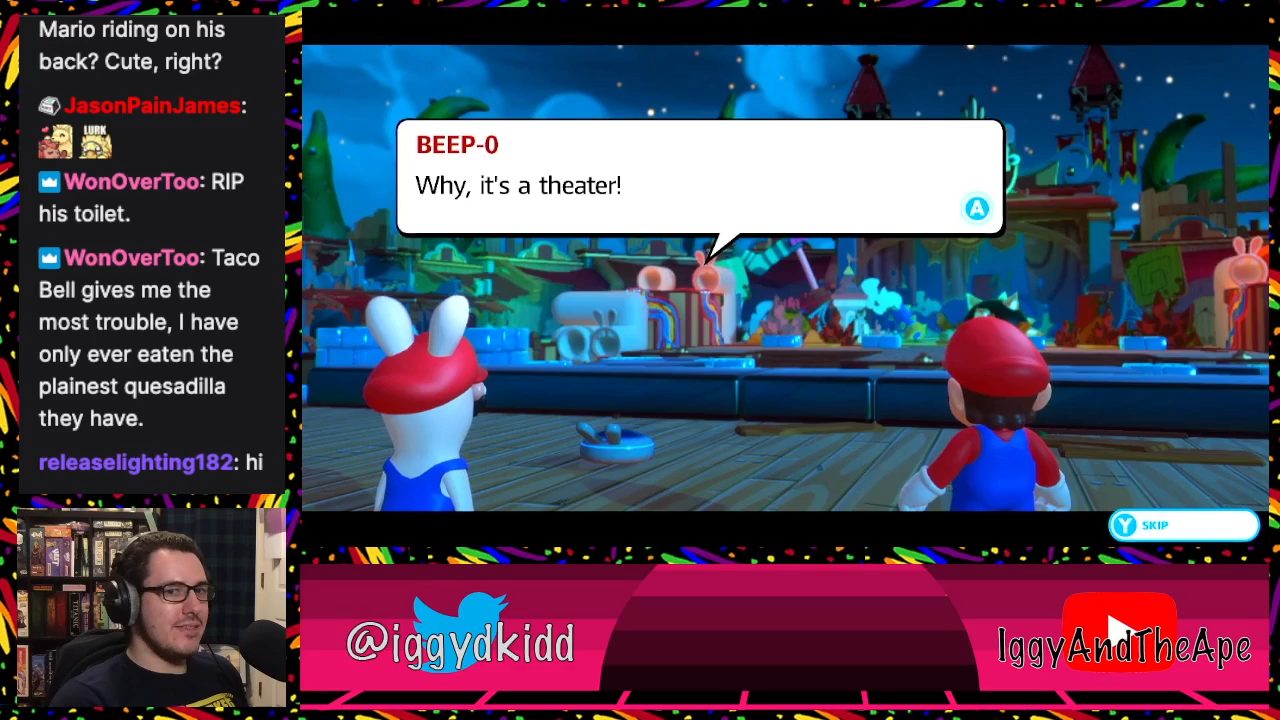 Mario riding on his
back? Cute, right?
JasonPainJames:
LURK
WonOverToo: RIP
his toilet.
WonOverToo: Taco
Bell gives me the
most trouble, I have
only ever eaten the
plainest quesadilla
they have.
releaselighting182: hi
BEEP-0
Why, it's a theater!
A
Y SKIP
TITANIC
@iggydkidd
IggyAndTheApe